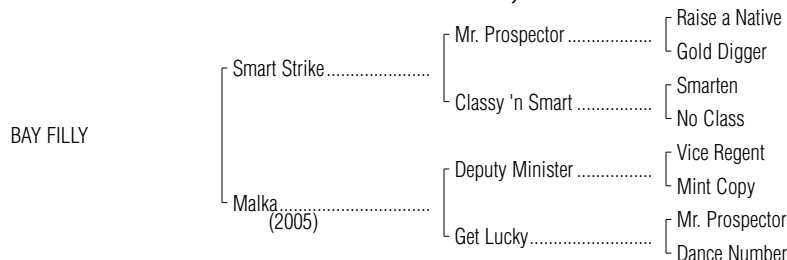 Raise a Native
Mr. Prospector ..................
Gold Digger
Smart Strike......................
Smarten
Classy 'n Smart ................
No Class
BAY FILLY
Vice Regent
Deputy Minister ................
Mint Copy
Malka................................
(2005)
Mr. Prospector
Get Lucky..........................
Dance Number